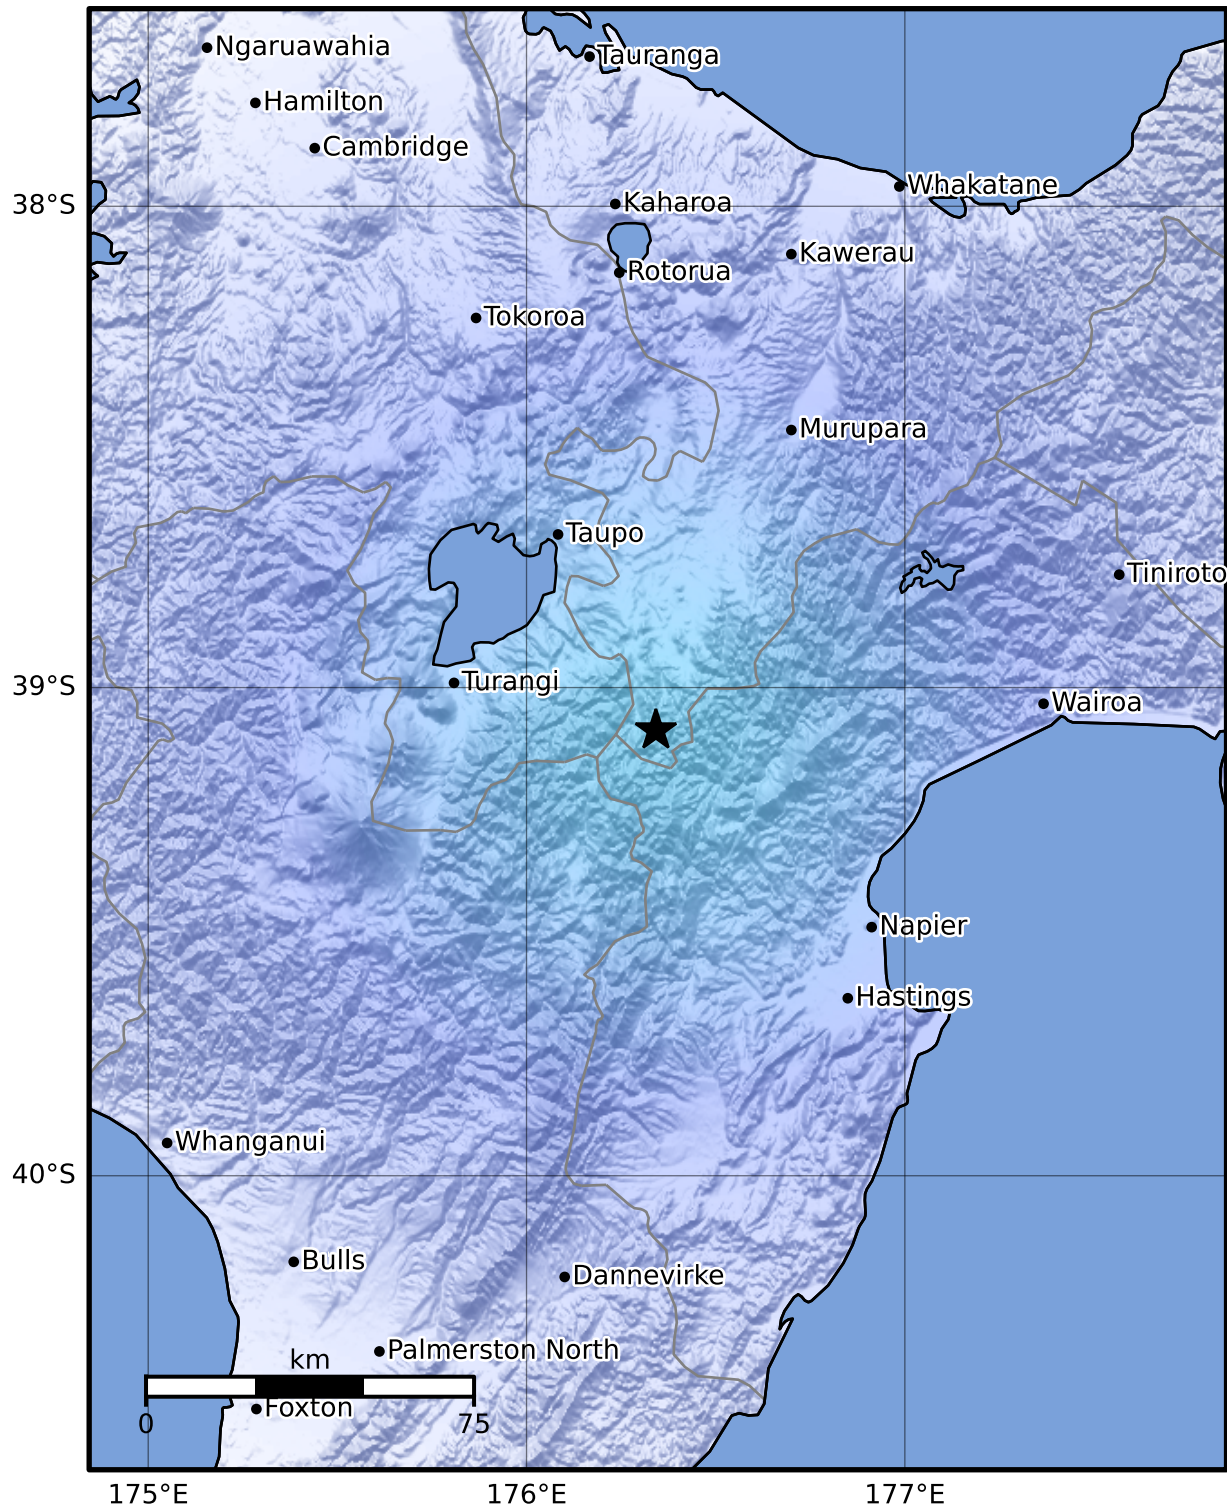 Ngaruawahia
Tauranga
Hamilton
Cambridge
Whakatane
38°S
Kaharoa
Kawerau
Rotorua
Tokoroa
Murupara
Taupo
Tiniroto
39°S
Turangi
Wairoa
Napier
Hastings
Whanganui
40°S
Bulls
Dannevirke
Palmerston North
km
Foxton
0
75
175°E
176°E
177°E